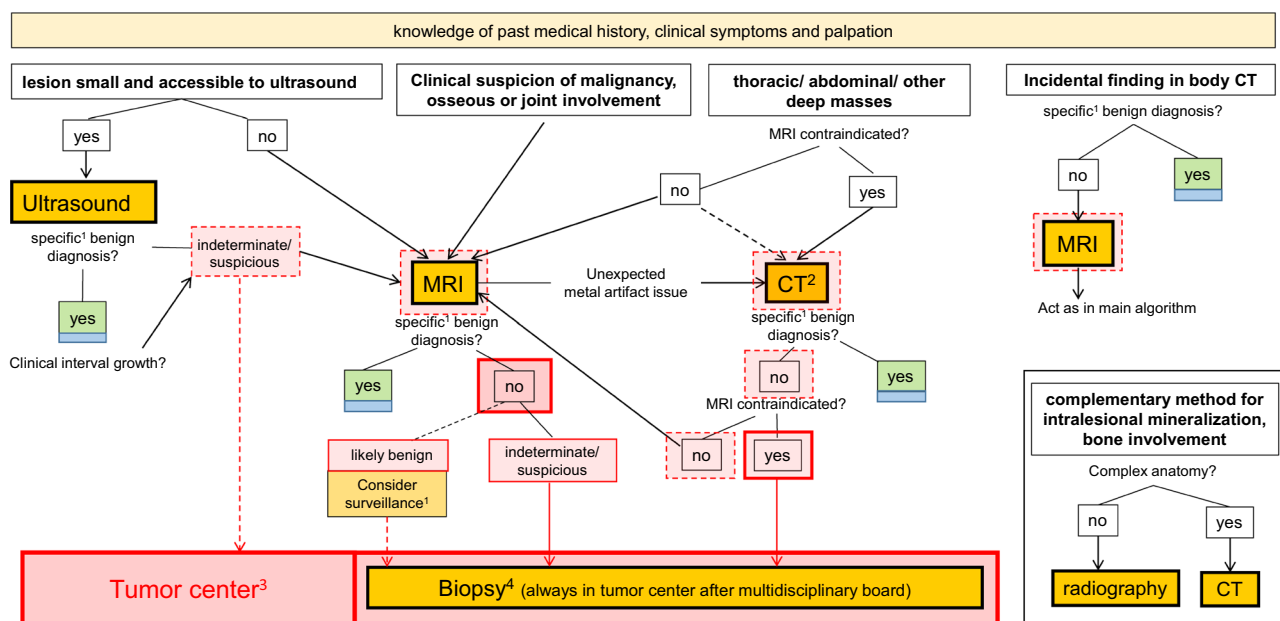 knowledge of past medical history, clinical symptoms and palpation
lesion small and accessible to ultrasound
yes
no
Ultrasound
specific¹ benign
diagnosis?
indeterminate/
suspicious
yes
Clinical interval growth?
Clinical suspicion of malignancy,
osseous or joint involvement
MRI
Unexpected
metal artifact issue
specific¹ benign
diagnosis?
yes
no
likely benign
Consider
surveillance¹
indeterminate/
suspicious
thoracic/ abdominal/ other
deep masses
MRI contraindicated?
no
yes
CT²
specific¹ benign
diagnosis?
no
yes
MRI contraindicated?
no
yes
Tumor center³
Biopsy⁴ (always in tumor center after multidisciplinary board)
Incidental finding in body CT
specific¹ benign diagnosis?
no
yes
MRI
Act as in main algorithm
complementary method for
intralesional mineralization,
bone involvement
Complex anatomy?
no
yes
radiography
CT